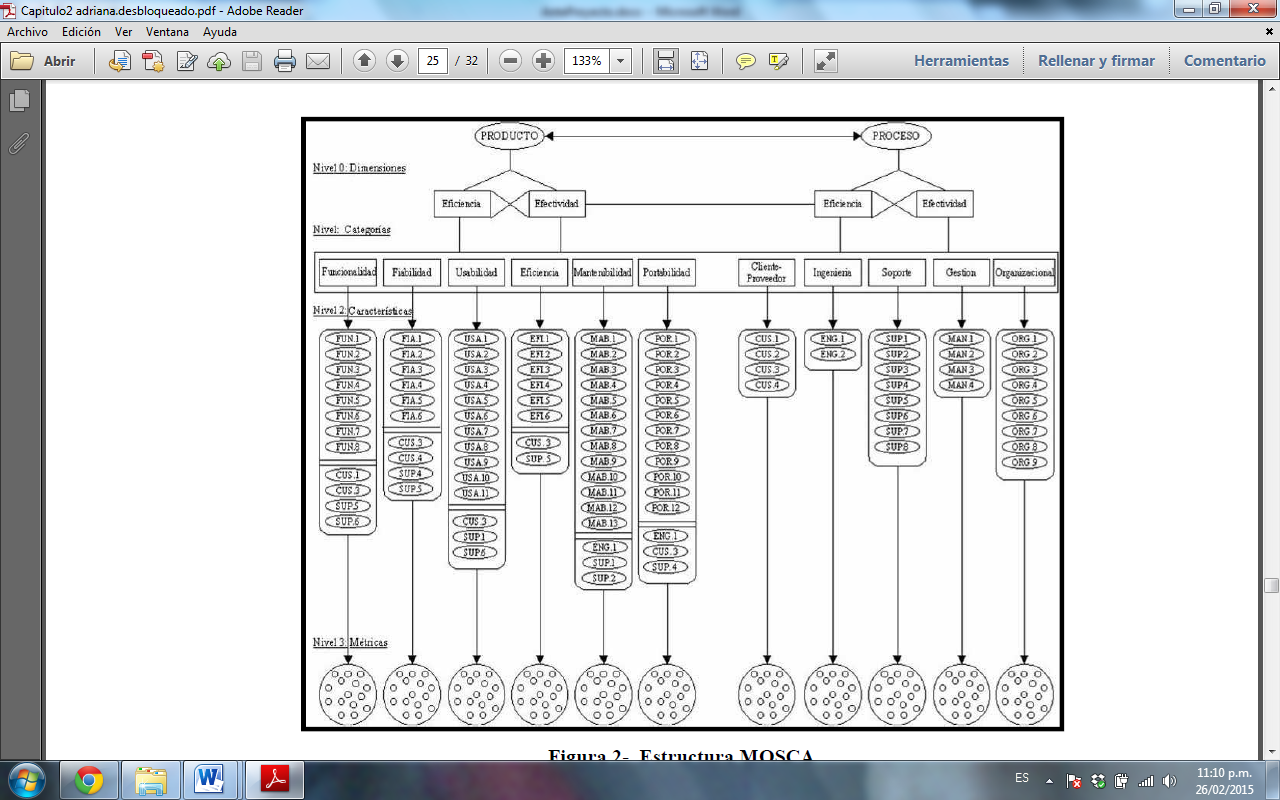 Capitulo2 adriana.desbloqueado.pdf - Adobe Reader
Archivo Edición Ver Ventana Ayuda
Abrir 25 / 32 133% Herramientas Rellenar y firmar Comentario
PRODUCTO PROCESO
Nivel 0: Dimensiones
Eficiencia Efectividad Eficiencia Efectividad
Nivel: Categorías
Funcionalidad Fiabilidad Usabilidad Eficiencia Mantenibilidad Portabilidad Cliente-Proveedor Ingenieria Soporte Gestion Organizacional
Nivel 2: Características
FUN.1 FIA.1 USA.1 EFI.1 MAB.1 POR.1 CUS.1 ENG.1 SUP.1 MAN.1 ORG.1
FUN.2 FIA.2 USA.2 EFI.2 MAB.2 POR.2 CUS.2 ENG.2 SUP.2 MAN.2 ORG.2
FUN.3 FIA.3 USA.3 EFI.3 MAB.3 POR.3 CUS.3 SUP.3 MAN.3 ORG.3
FUN.4 FIA.4 USA.4 EFI.4 MAB.4 POR.4 CUS.4 SUP.4 MAN.4 ORG.4
FUN.5 FIA.5 USA.5 EFI.5 MAB.5 POR.5 SUP.5 ORG.5
FUN.6 FIA.6 USA.6 EFI.6 MAB.6 POR.6 SUP.6 ORG.6
FUN.7 USA.7 MAB.7 POR.7 SUP.7 ORG.7
FUN.8 CUS.3 USA.8 CUS.3 MAB.8 POR.8 SUP.8 ORG.8
CUS.4 USA.9 SUP.5 MAB.9 POR.9 ORG.9
CUS.1 SUP.4 USA.10 MAB.10 POR.10
CUS.3 SUP.5 USA.11 MAB.11 POR.11
SUP.5 MAB.12 POR.12
SUP.6 CUS.3 MAB.13
SUP.1 ENG.1
SUP.6 ENG.1 CUS.3
SUP.1 SUP.4
SUP.2
Nivel 3: Métricas
Figura 2-. Estructura MOSCA
ES 11:10 p.m.
26/02/2015